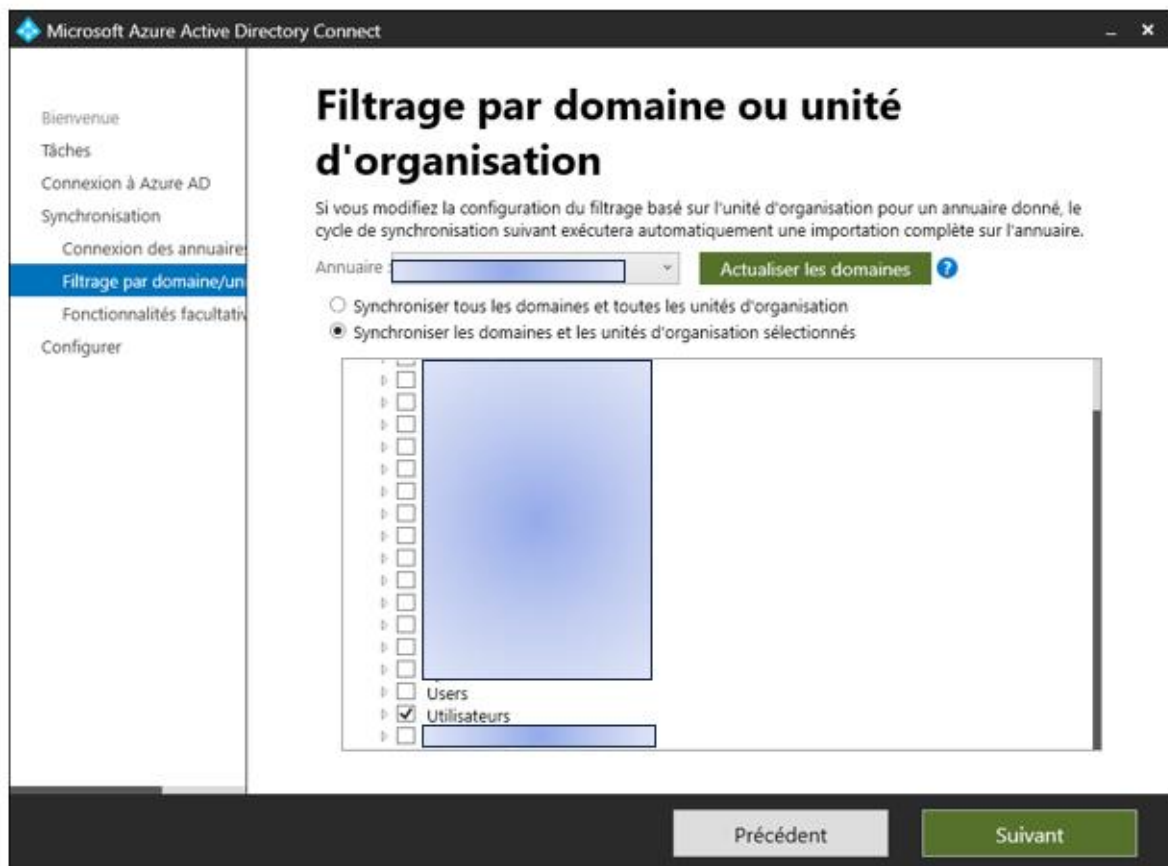 Microsoft Azure Active Directory Connect
Bienvenue
Tâches
Connexion à Azure AD
Synchronisation
Connexion des annuaires
Filtrage par domaine/un
Fonctionnalités facultativ
Configurer
Filtrage par domaine ou unité
d'organisation
Si vous modifiez la configuration du filtrage basé sur l'unité d'organisation pour un annuaire donné, le
cycle de synchronisation suivant exécutera automatiquement une importation complète sur l'annuaire.
Annuaire :
Actualiser les domaines ?
Synchroniser tous les domaines et toutes les unités d'organisation
Synchroniser les domaines et les unités d'organisation sélectionnés
Users
Utilisateurs
Précédent
Suivant